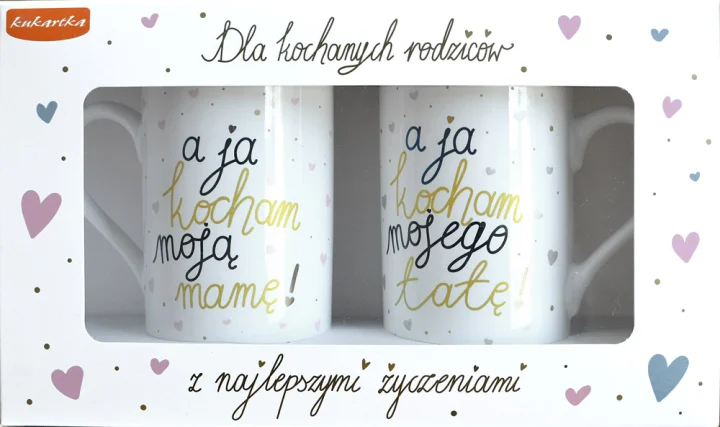 kukartka
Dla kochanych rodziców
a ja
kocham
moją
mamę!
a ja
kocham
mojego
tatę!
z najlepszymi życzeniami